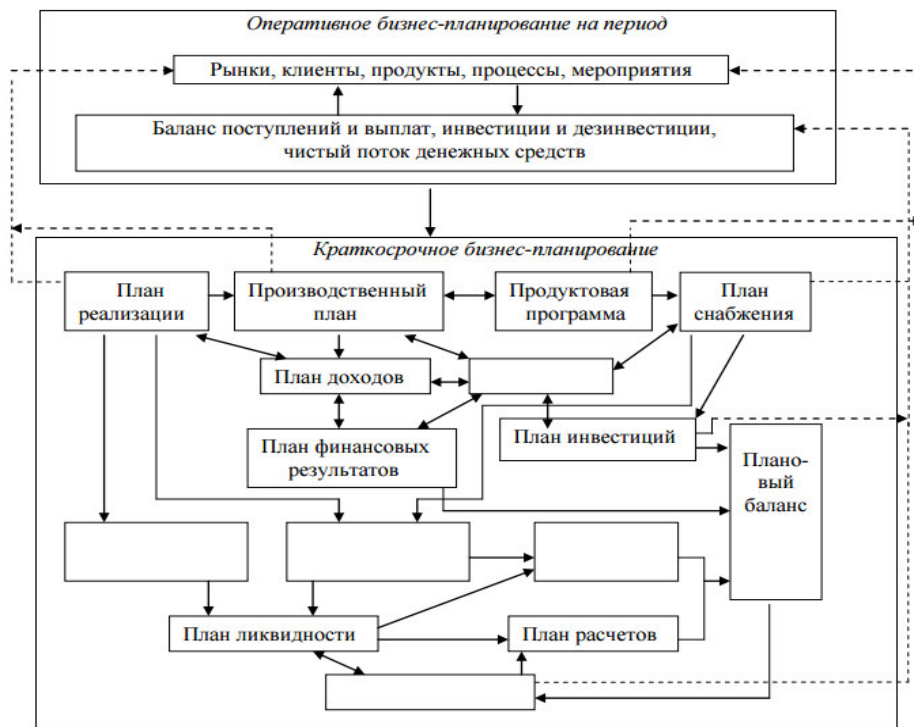 Оперативное бизнес-планирование на период
Рынки, клиенты, продукты, процессы, мероприятия
Баланс поступлений и выплат, инвестиции и дезинвестиции,
чистый поток денежных средств
Краткосрочное бизнес-планирование
План
реализации
Производственный
план
Продуктовая
программа
План
снабжения
План доходов
План финансовых
результатов
План инвестиций
Плано-
вый
баланс
План ликвидности
План расчетов